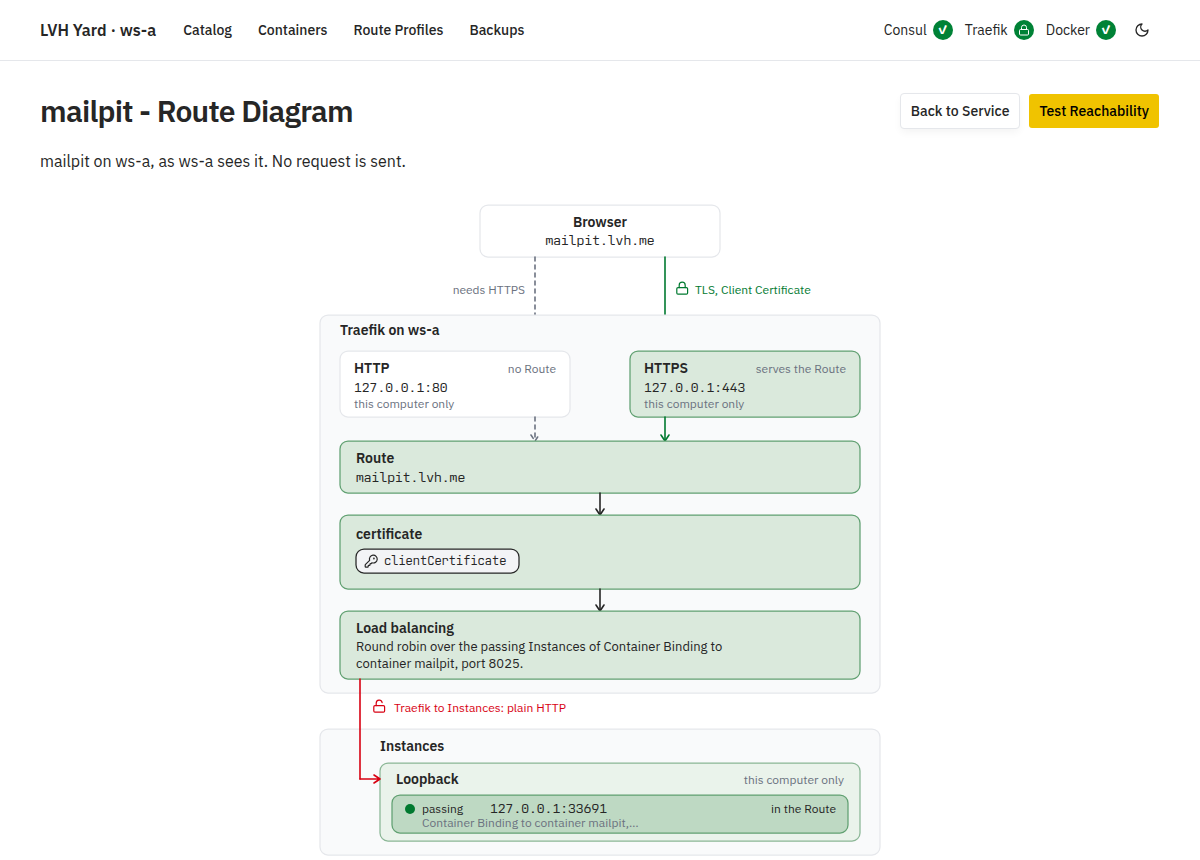 LVH Yard · ws-a Catalog Containers Route Profiles Backups Consul Traefik Docker
mailpit - Route Diagram
Back to Service Test Reachability
mailpit on ws-a, as ws-a sees it. No request is sent.
Browser
mailpit.lvh.me
needs HTTPS TLS, Client Certificate
Traefik on ws-a
HTTP no Route HTTPS serves the Route
127.0.0.1:80 127.0.0.1:443
this computer only this computer only
Route
mailpit.lvh.me
certificate
clientCertificate
Load balancing
Round robin over the passing Instances of Container Binding to
container mailpit, port 8025.
Traefik to Instances: plain HTTP
Instances
Loopback this computer only
passing 127.0.0.1:33691 in the Route
Container Binding to container mailpit,...